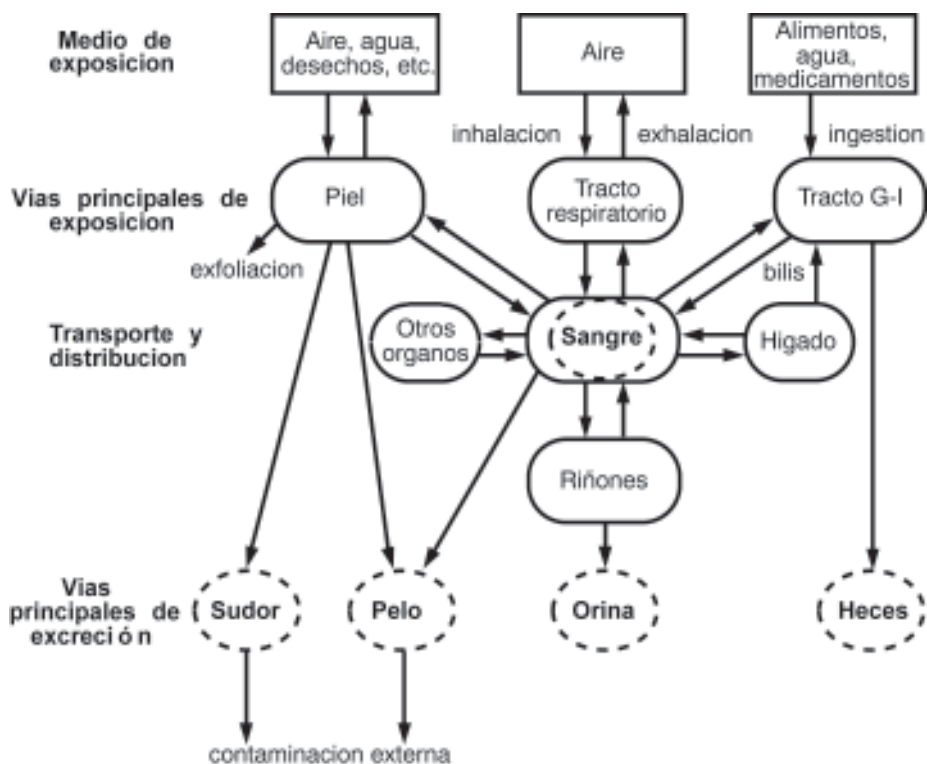 Medio de
exposicion
Aire, agua,
desechos, etc.
Aire
Alimentos,
agua,
medicamentos
inhalacion
exhalacion
ingestion
Vias principales de
exposicion
Piel
Tracto
respiratorio
Tracto G-I
exfoliacion
bilis
Transporte y
distribucion
Otros
organos
Sangre
Higado
Riñones
Vias
principales de
excreción
Sudor
Pelo
Orina
Heces
contaminacion externa